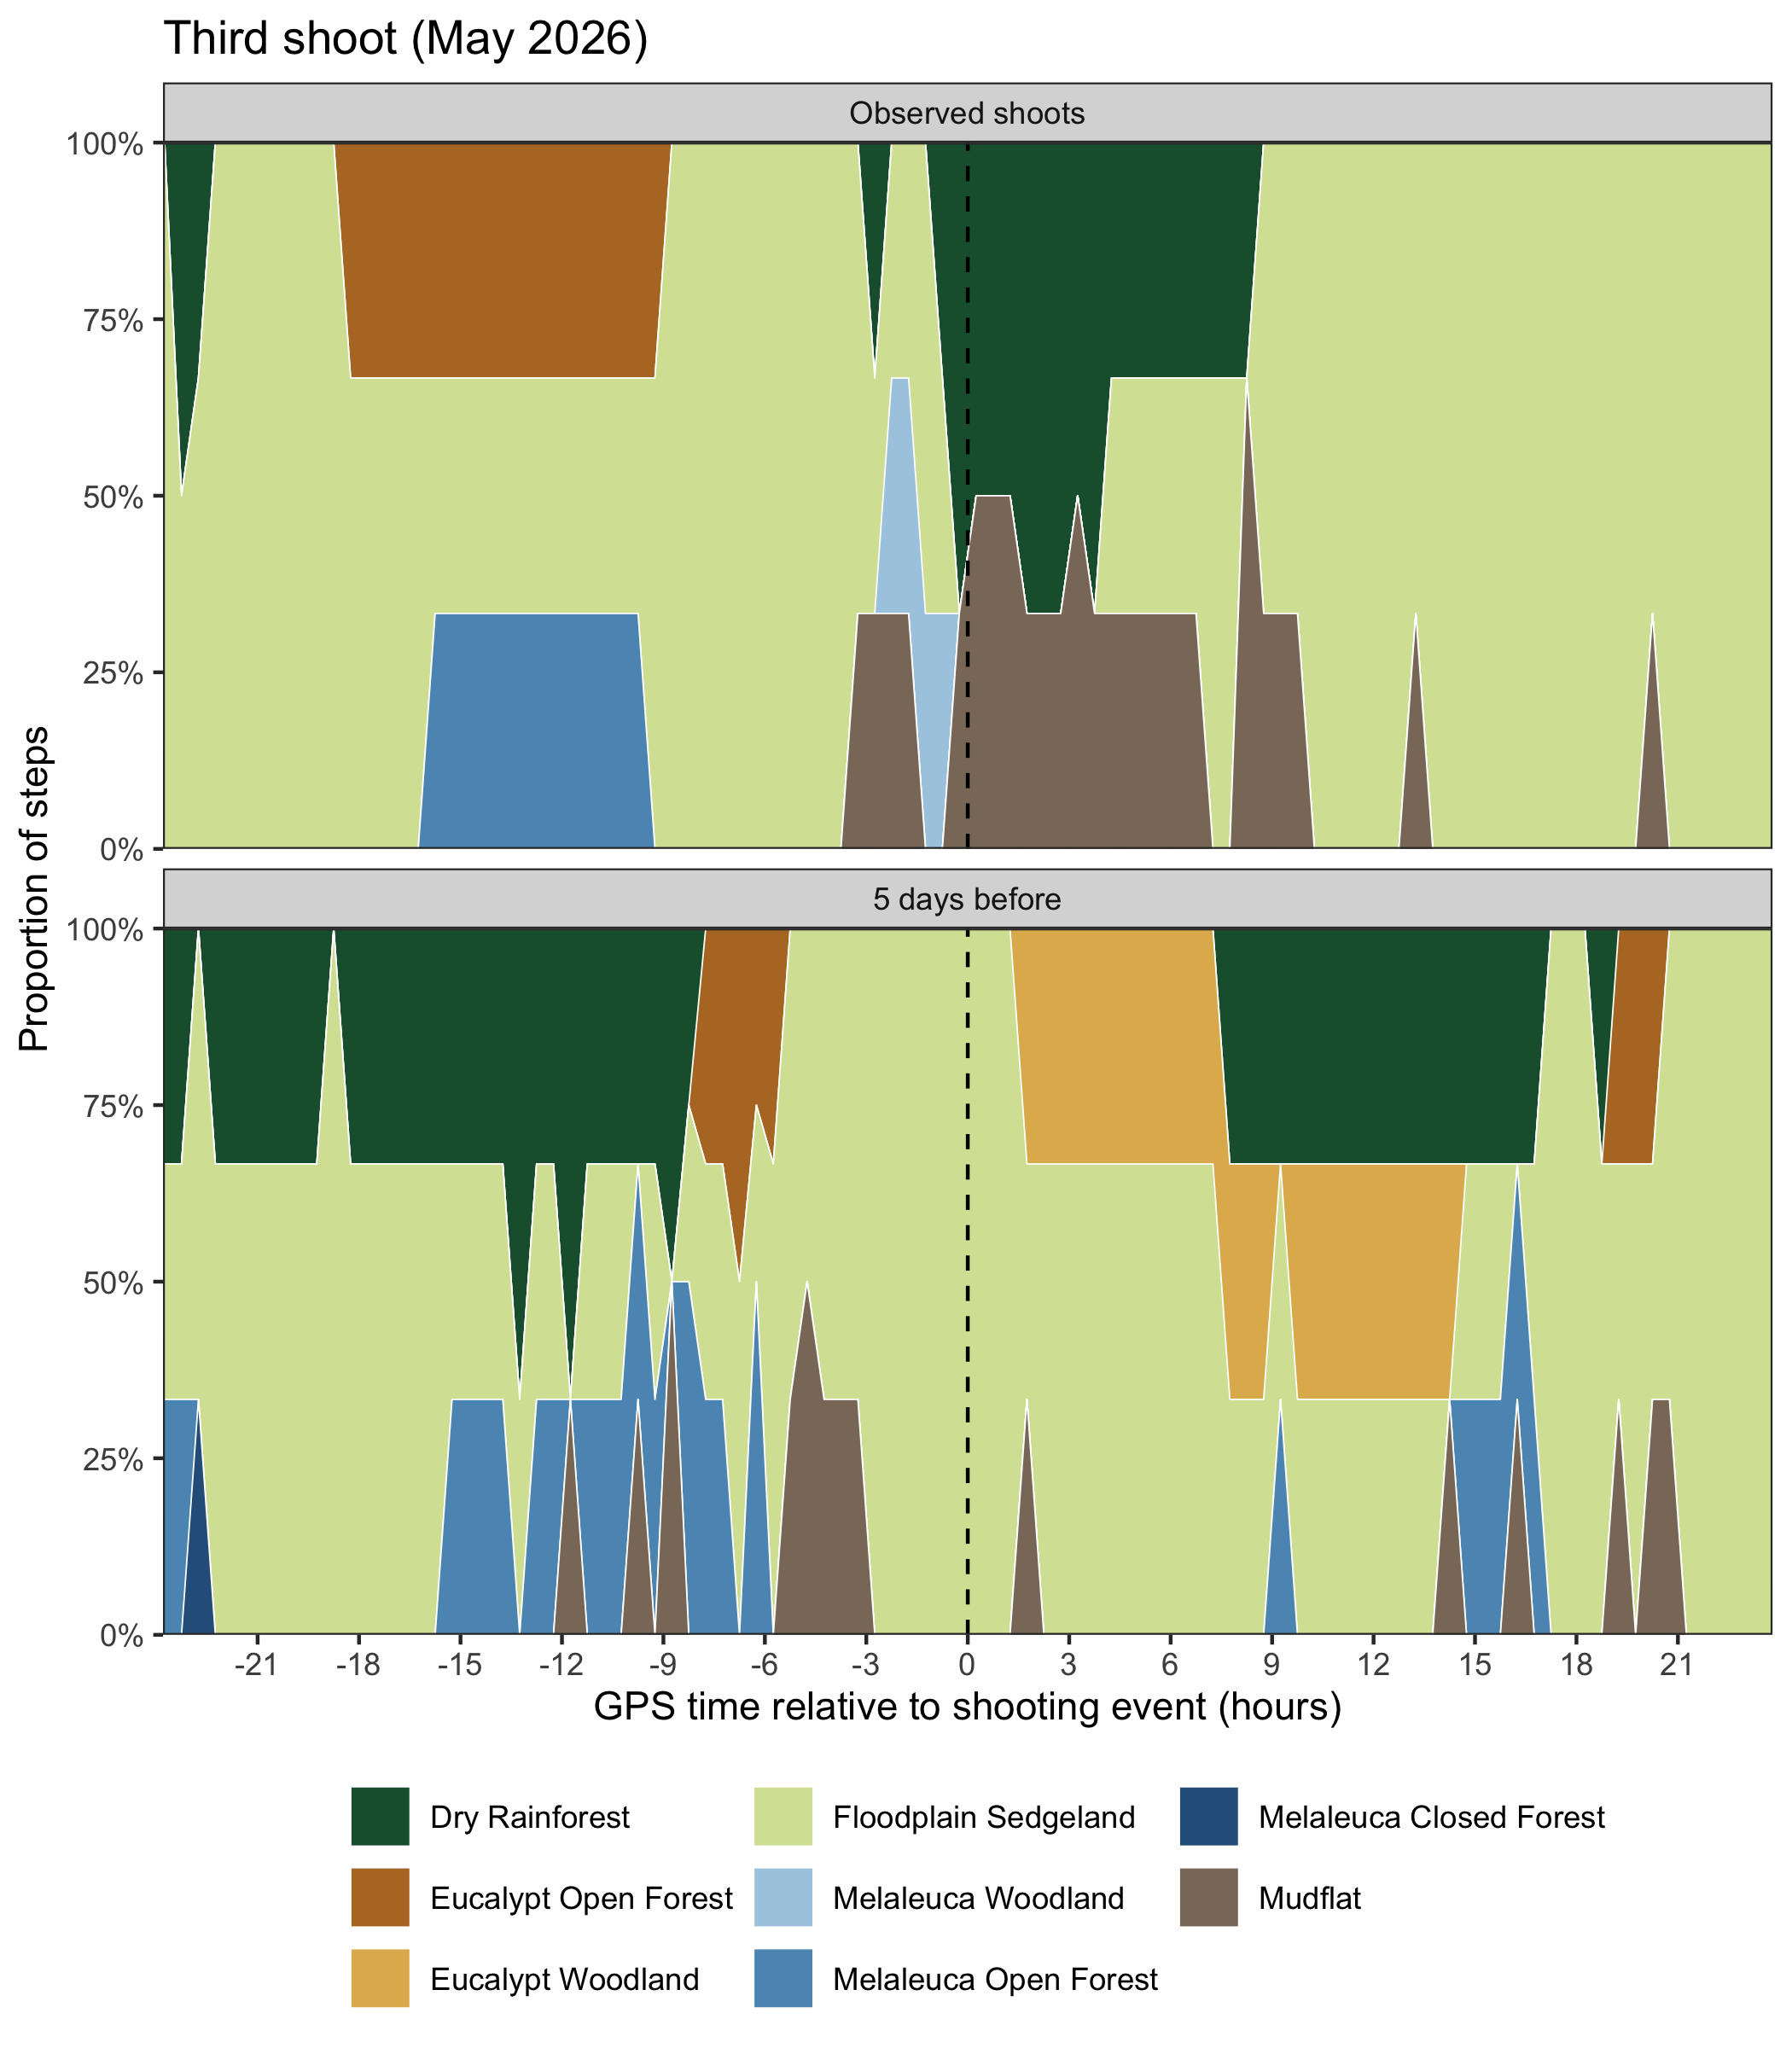 Third shoot (May 2026)
Observed shoots
100%
75%
50%
25%
0%
5 days before
100%
75%
50%
25%
0%
Proportion of steps
-21 -18 -15 -12 -9 -6 -3 0 3 6 9 12 15 18 21
GPS time relative to shooting event (hours)
Dry Rainforest Floodplain Sedgeland Melaleuca Closed Forest
Eucalypt Open Forest Melaleuca Woodland Mudflat
Eucalypt Woodland Melaleuca Open Forest